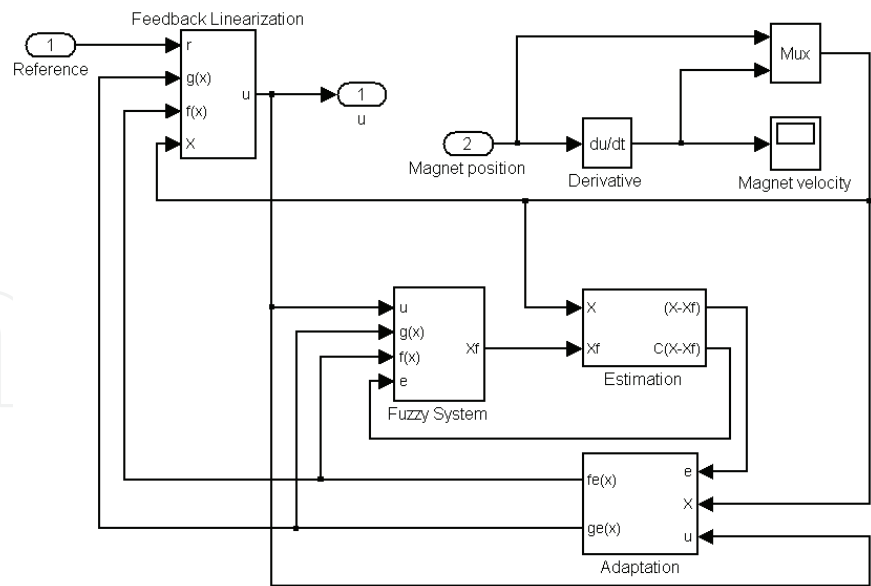 Feedback Linearization
1
Reference
r
g(x)
f(x)
X
u
1
u
2
Magnet position
du/dt
Derivative
Mux
Magnet velocity
u
g(x)
f(x)
e
Xf
Fuzzy System
X
Xf
(X-Xf)
C(X-Xf)
Estimation
fe(x)
ge(x)
e
X
u
Adaptation